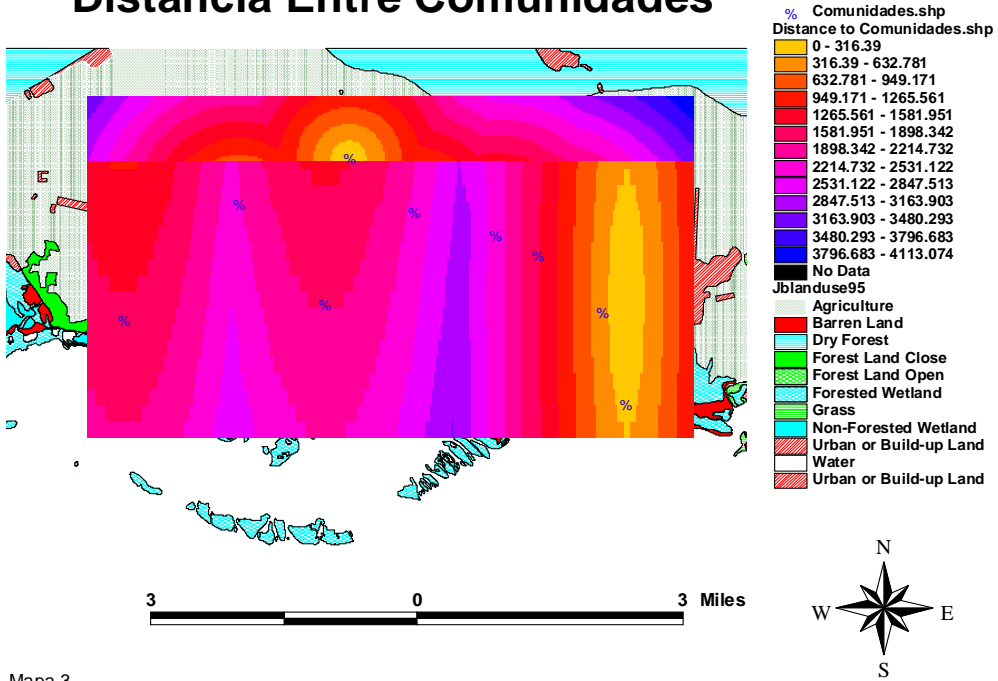 Distancia Entre Comunidades
% Comunidades.shp
Distance to Comunidades.shp
0 - 316.39
316.39 - 632.781
632.781 - 949.171
949.171 - 1265.561
1265.561 - 1581.951
1581.951 - 1898.342
1898.342 - 2214.732
2214.732 - 2531.122
2531.122 - 2847.513
2847.513 - 3163.903
3163.903 - 3480.293
3480.293 - 3796.683
3796.683 - 4113.074
No Data
Jblanduse95
Agriculture
Barren Land
Dry Forest
Forest Land Close
Forest Land Open
Forested Wetland
Grass
Non-Forested Wetland
Urban or Build-up Land
Water
Urban or Build-up Land
%
%
%
%
%
%
%
%
%
N
W E
S
3 0 3 Miles
Mapa 3